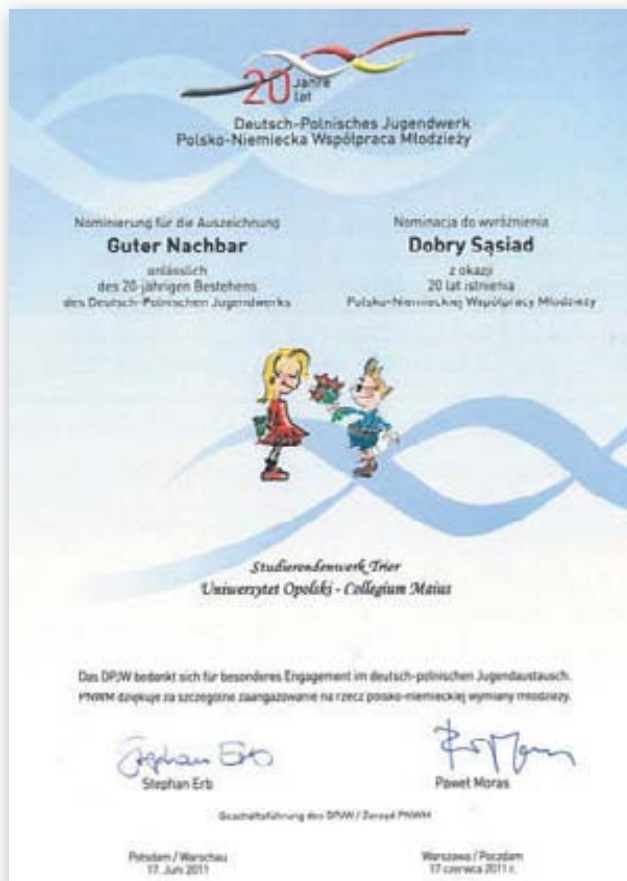 20 Jahre
lat
Deutsch-Polnisches Jugendwerk
Polsko-Niemiecka Współpraca Młodzieży
Nominierung für die Auszeichnung
Guter Nachbar
anlässlich
des 20-jährigen Bestehens
des Deutsch-Polnischen Jugendwerks
Nominacja do wyróżnienia
Dobry Sąsiad
z okazji
20 lat istnienia
Polsko-Niemieckiej Współpracy Młodzieży
Studierendenwerk Trier
Uniwersytet Opolski - Collegium Maius
Das DPJW bedankt sich für besonderes Engagement im deutsch-polnischen Jugendaustausch.
PNWM dziękuje za szczególne zaangażowanie na rzecz polsko-niemieckiej wymiany młodzieży.
Stephan Erb
Stephan Erb
Paweł Moras
Geschäftsführung des DPJW / Zarząd PNWM
Potsdam / Warschau
17. Juni 2011
Warszawa / Poczdam
17 czerwca 2011 r.